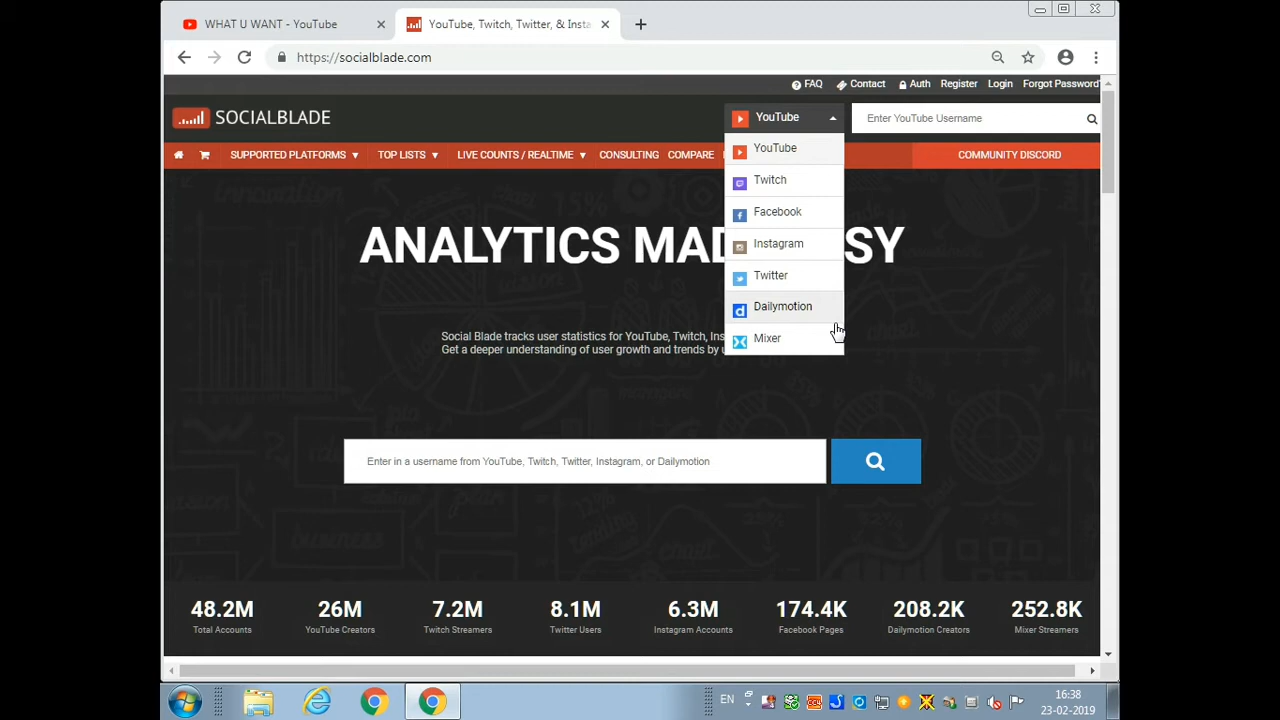 WHAT U WANT - YouTube
YouTube, Twitch, Twitter, & Insta
https://socialblade.com
FAQ Contact Auth Register Login Forgot Password
SOCIALBLADE
YouTube
Enter YouTube Username
SUPPORTED PLATFORMS TOP LISTS LIVE COUNTS / REALTIME CONSULTING COMPARE
COMMUNITY DISCORD
YouTube
Twitch
Facebook
Instagram
Twitter
Dailymotion
Mixer
ANALYTICS MAD SY
Social Blade tracks user statistics for YouTube, Twitch, Ins
Get a deeper understanding of user growth and trends by u
Enter in a username from YouTube, Twitch, Twitter, Instagram, or Dailymotion
48.2M 26M 7.2M 8.1M 6.3M 174.4K 208.2K 252.8K
Total Accounts YouTube Creators Twitch Streamers Twitter Users Instagram Accounts Facebook Pages Dailymotion Creators Mixer Streamers
EN
16:38
23-02-2019